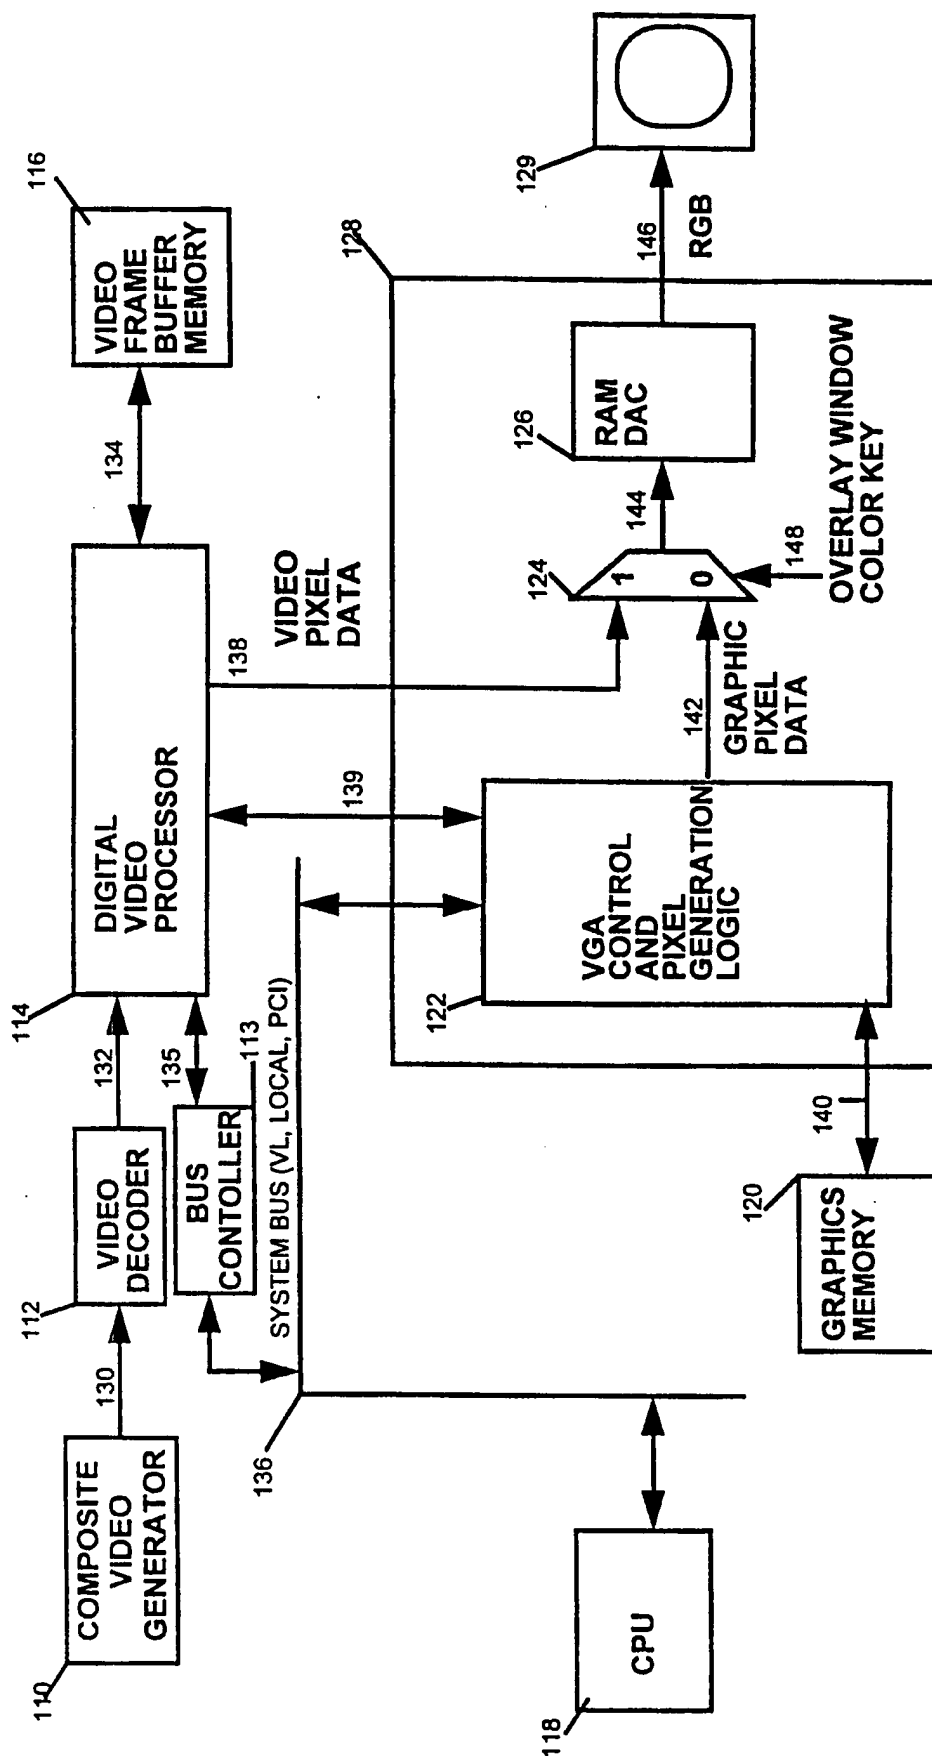 110
COMPOSITE
VIDEO
GENERATOR
130
112
VIDEO
DECODER
132
114
DIGITAL
VIDEO
PROCESSOR
134
116
VIDEO
FRAME
BUFFER
MEMORY
135
113
BUS
CONTOLLER
136
SYSTEM BUS (VL, LOCAL, PCI)
139
138
VIDEO
PIXEL
DATA
128
118
CPU
120
GRAPHICS
MEMORY
140
122
VGA
CONTROL
AND
PIXEL
GENERATION
LOGIC
142
GRAPHIC
PIXEL
DATA
124
1
0
148
OVERLAY WINDOW
COLOR KEY
144
126
RAM
DAC
146
RGB
129